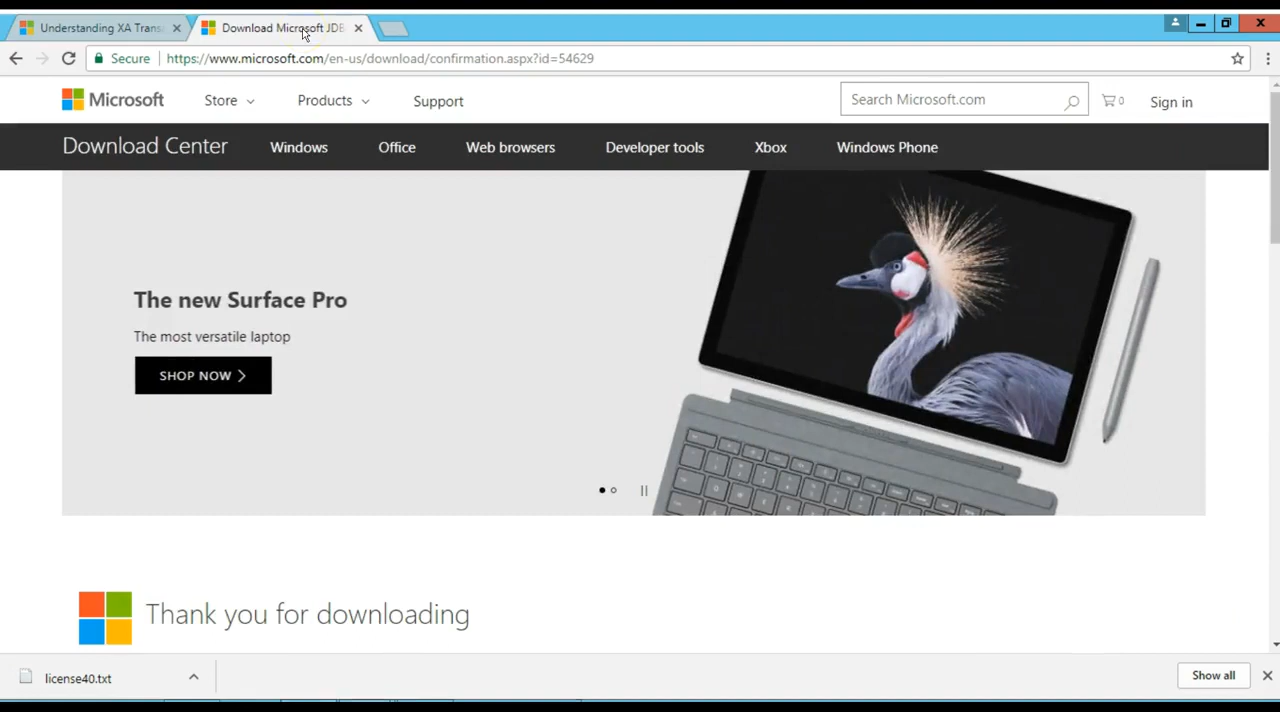 Understanding XA Trans
Download Microsoft JDB
Secure
https://www.microsoft.com/en-us/download/confirmation.aspx?id=54629
Microsoft
Store
Products
Support
Search Microsoft.com
0
Sign in
Download Center
Windows
Office
Web browsers
Developer tools
Xbox
Windows Phone
The new Surface Pro
The most versatile laptop
SHOP NOW
Thank you for downloading
license40.txt
Show all